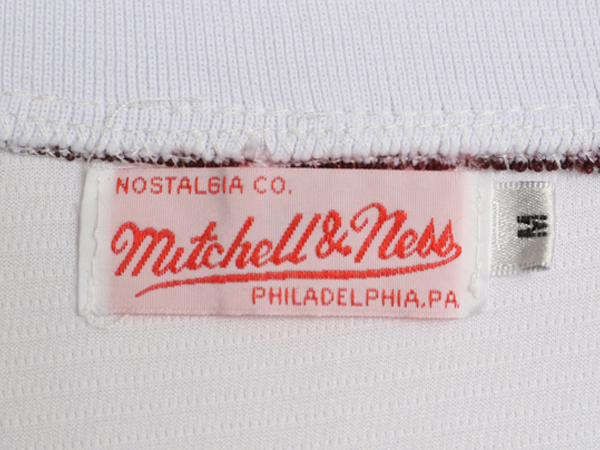 NOSTALGIA CO.
Mitchell & Ness
PHILADELPHIA, PA
M